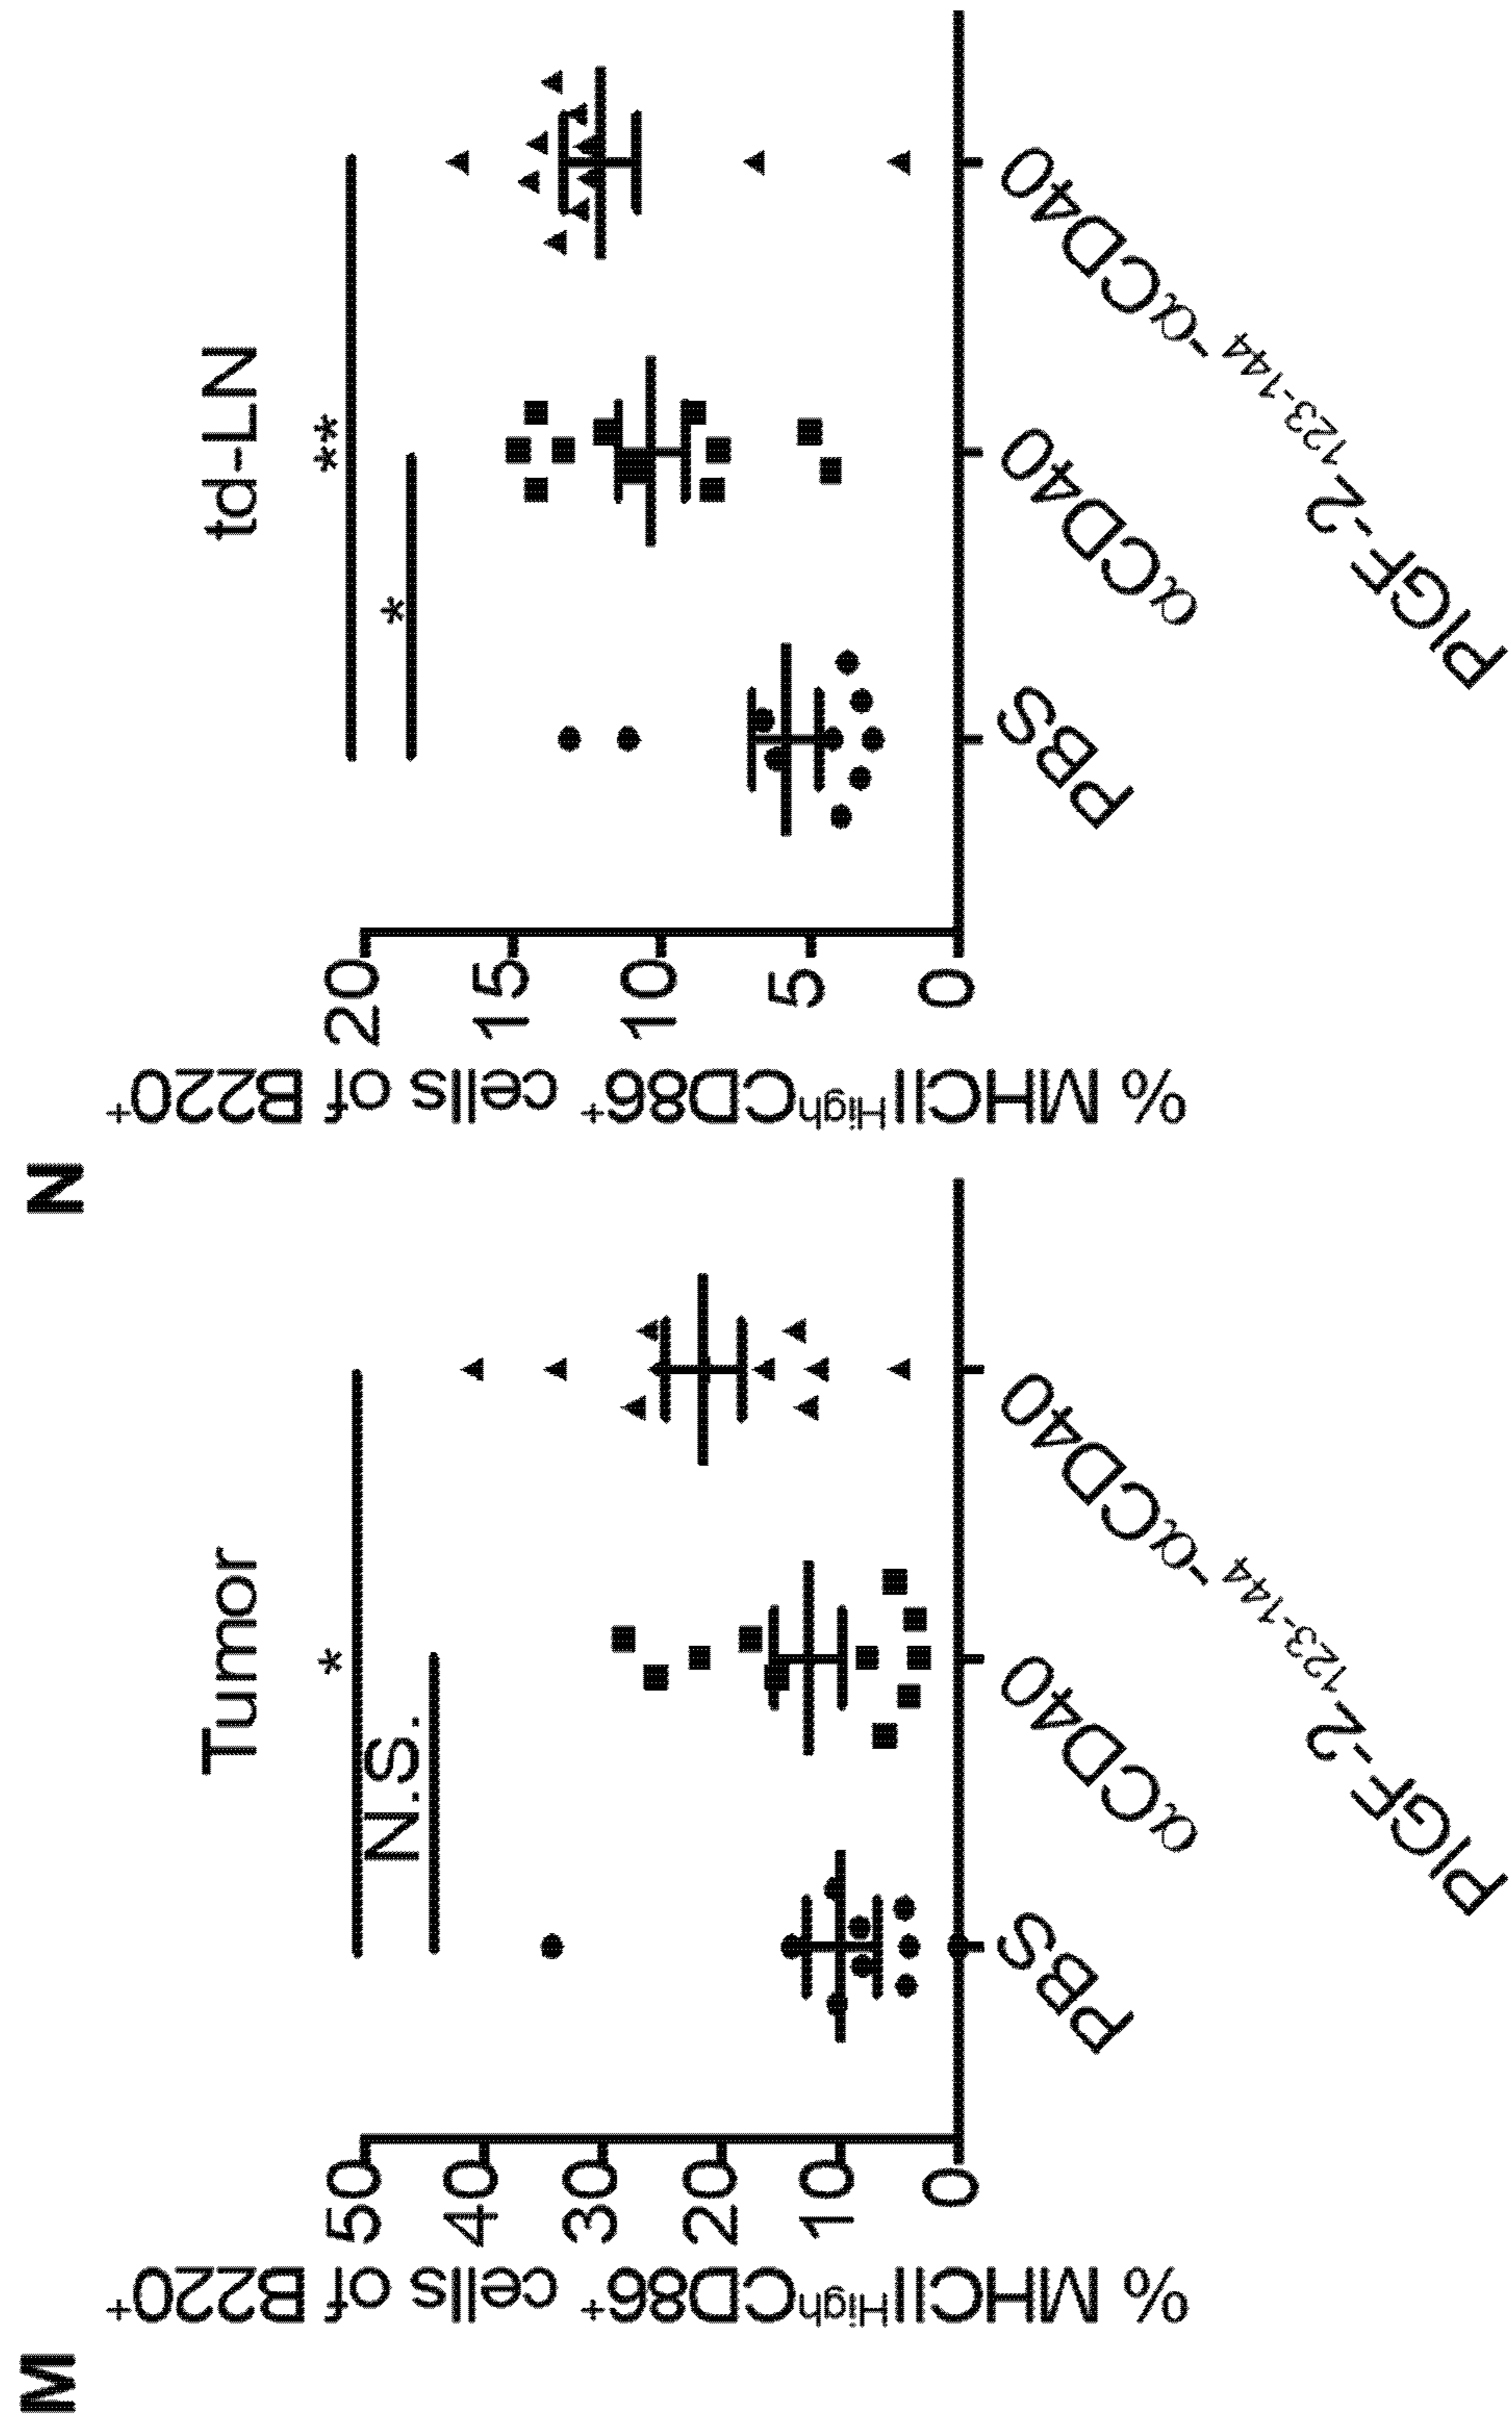 M
Tumor
% MHCII^High CD86⁺ cells of B220⁺
50
40
30
20
10
0
*
N.S.
PBS
αCD40
PlGF-2₁₂₃₋₁₄₄-αCD40
N
td-LN
% MHCII^High CD86⁺ cells of B220⁺
20
15
10
5
0
**
*
PBS
αCD40
PlGF-2₁₂₃₋₁₄₄-αCD40